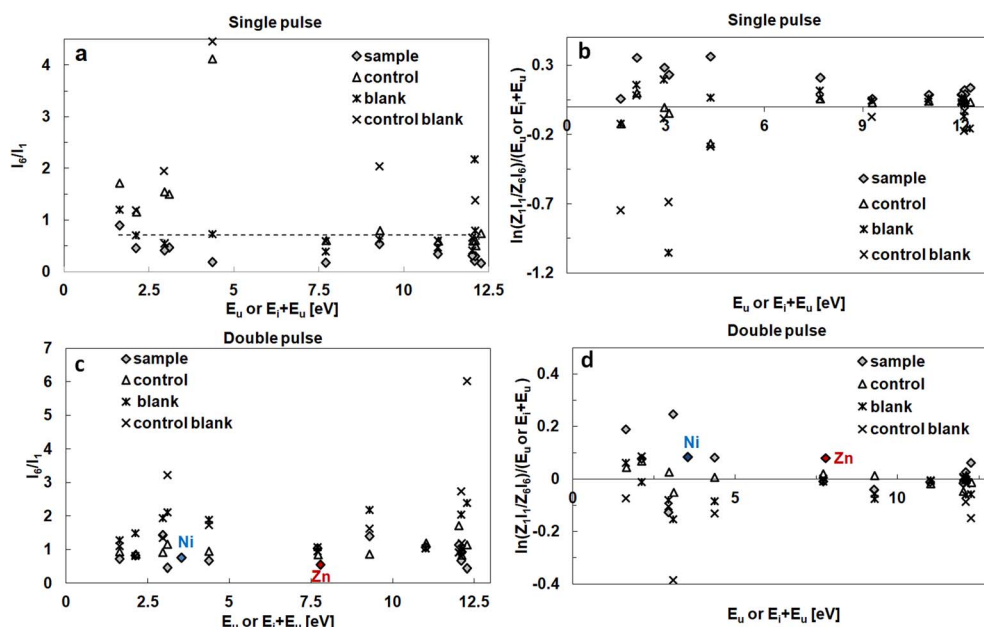 Single pulse
a
sample
control
blank
control blank
I6/I1
4
3
2
1
0
0 2.5 5 7.5 10 12.5
Eu or Ei+Eu [eV]
Single pulse
b
ln(Z1I1/Z6I6)/(Eu or Ei+Eu)
0.3
-0.2
-0.7
-1.2
0 3 6 9 12
sample
control
blank
control blank
Eu or Ei+Eu [eV]
Double pulse
c
sample
control
blank
control blank
I6/I1
7
6
5
4
3
2
1
0
Ni
Zn
0 2.5 5 7.5 10 12.5
Eu or Ei+Eu [eV]
Double pulse
d
sample
control
blank
control blank
ln(Z1I1/Z6I6)/(Eu or Ei+Eu)
0.4
0.2
0
-0.2
-0.4
Ni
Zn
0 5 10
Eu or Ei+Eu [eV]